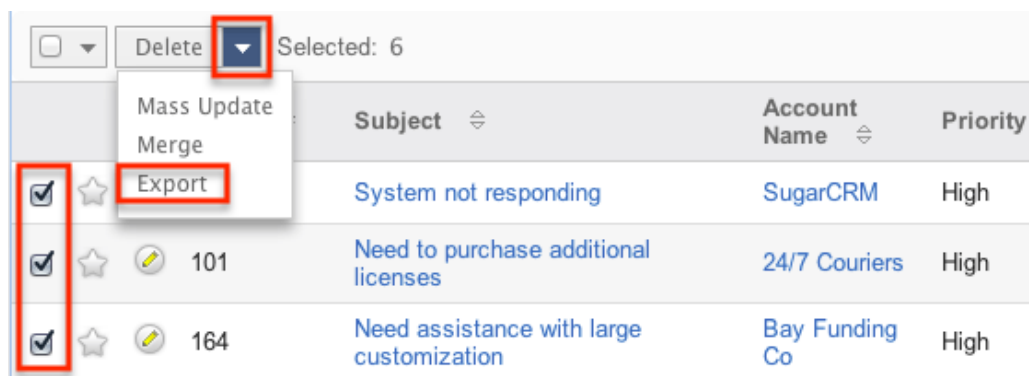 Delete Selected: 6
Mass Update
Merge
Export
Subject
Account
Name
Priority
System not responding
SugarCRM
High
101
Need to purchase additional
licenses
24/7 Couriers
High
164
Need assistance with large
customization
Bay Funding
Co
High